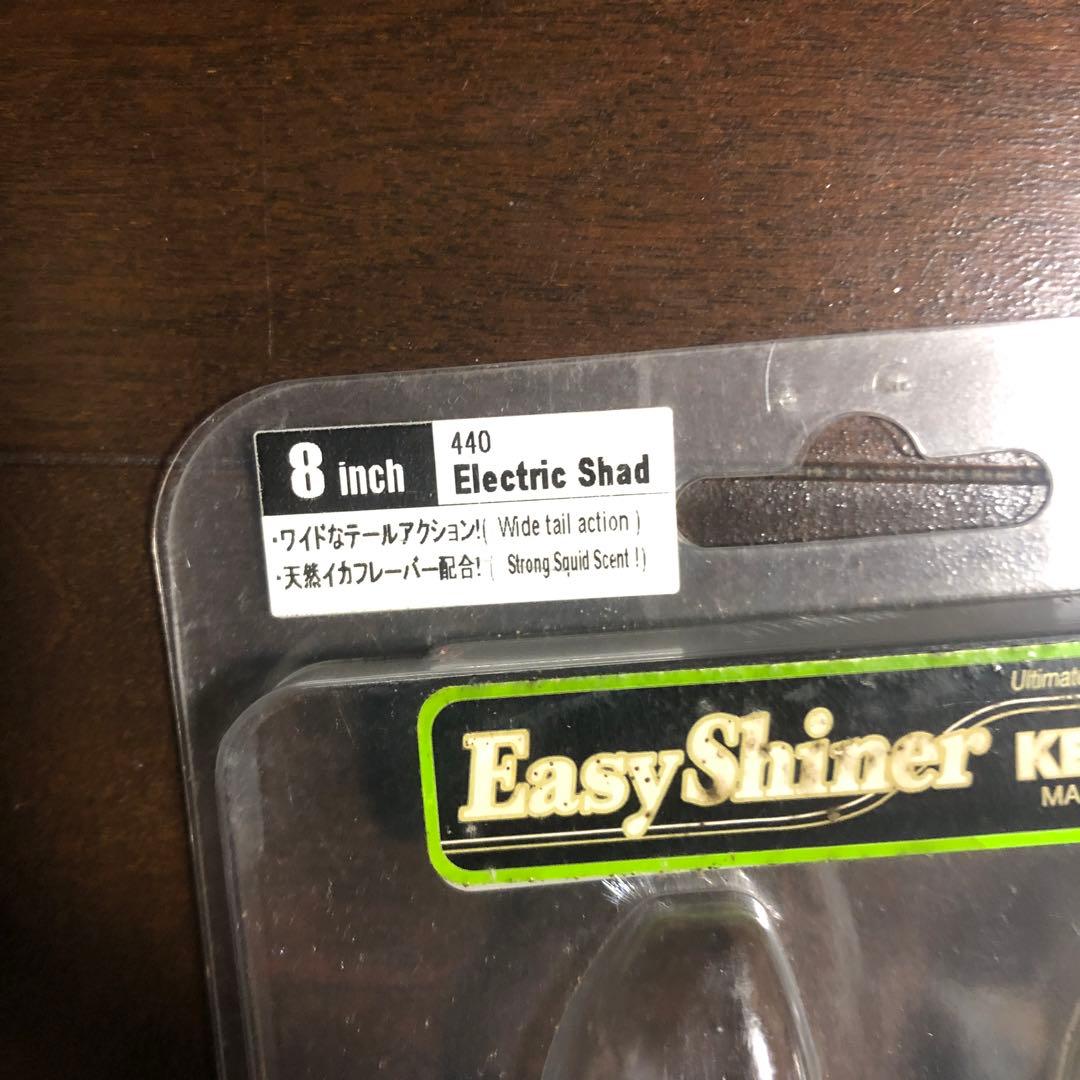 8 inch
440
Electric Shad
・ワイドなテールアクション!( Wide tail action )
・天然イカフレーバー配合!( Strong Squid Scent ! )
Ultimate
EasyShiner